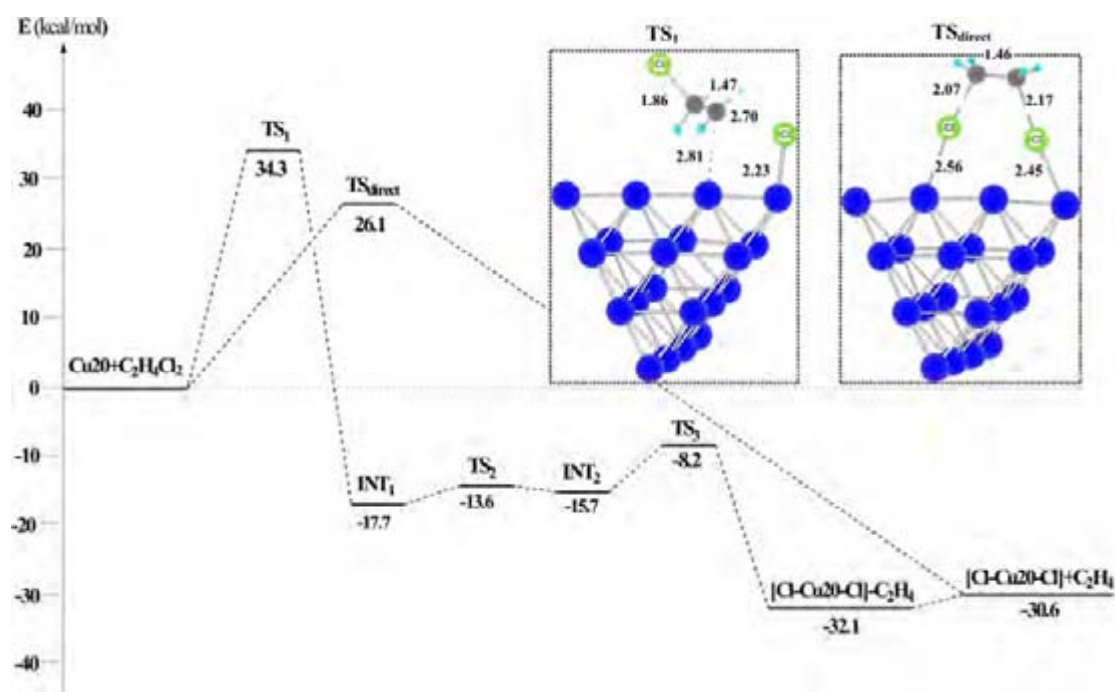 E (kcal/mol)
40
30
20
10
0
-10
-20
-30
-40
Cu20+C₂H₄Cl₂
TS₁
34.3
TS_direct
26.1
INT₁
-17.7
TS₂
-13.6
INT₂
-15.7
TS₃
-8.2
[Cl-Cu20-Cl]-C₂H₄
-32.1
[Cl-Cu20-Cl]+C₂H₄
-30.6
TS₁
1.86
1.47
2.70
2.81
2.23
TS_direct
1.46
2.07
2.17
2.56
2.45